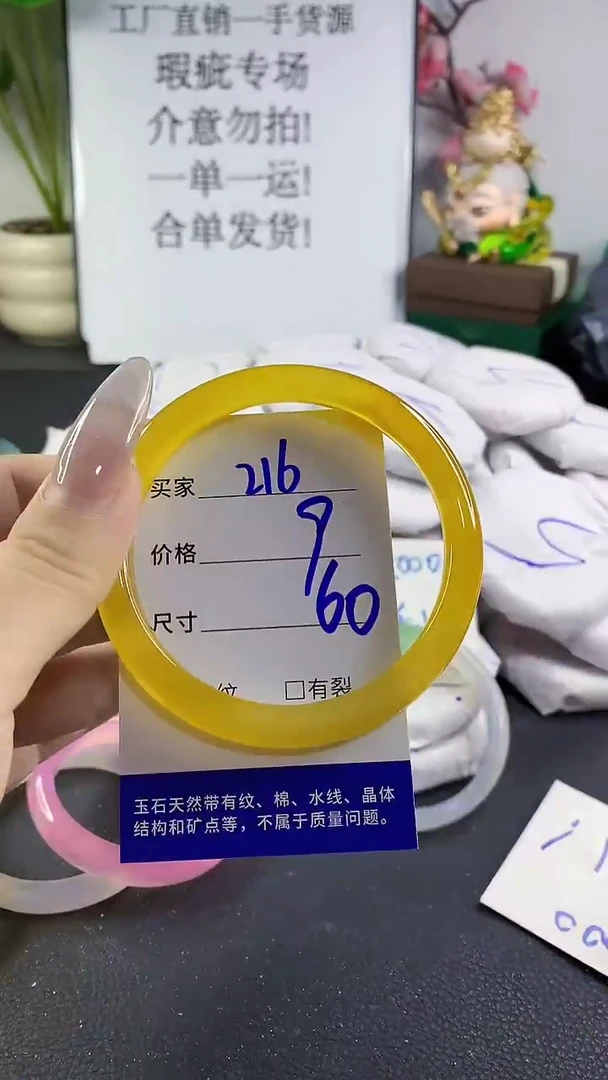 工厂直销一手货源
瑕疵专场
介意勿拍!
一单一运!
合单发货!
买家 216
价格 9
尺寸 60
纹 □有裂
玉石天然带有纹、棉、水线、晶体
结构和矿点等，不属于质量问题。